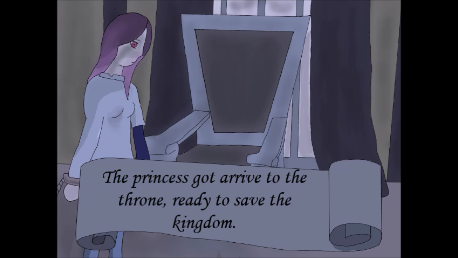 The princess got arrive to the
throne, ready to save the
kingdom.